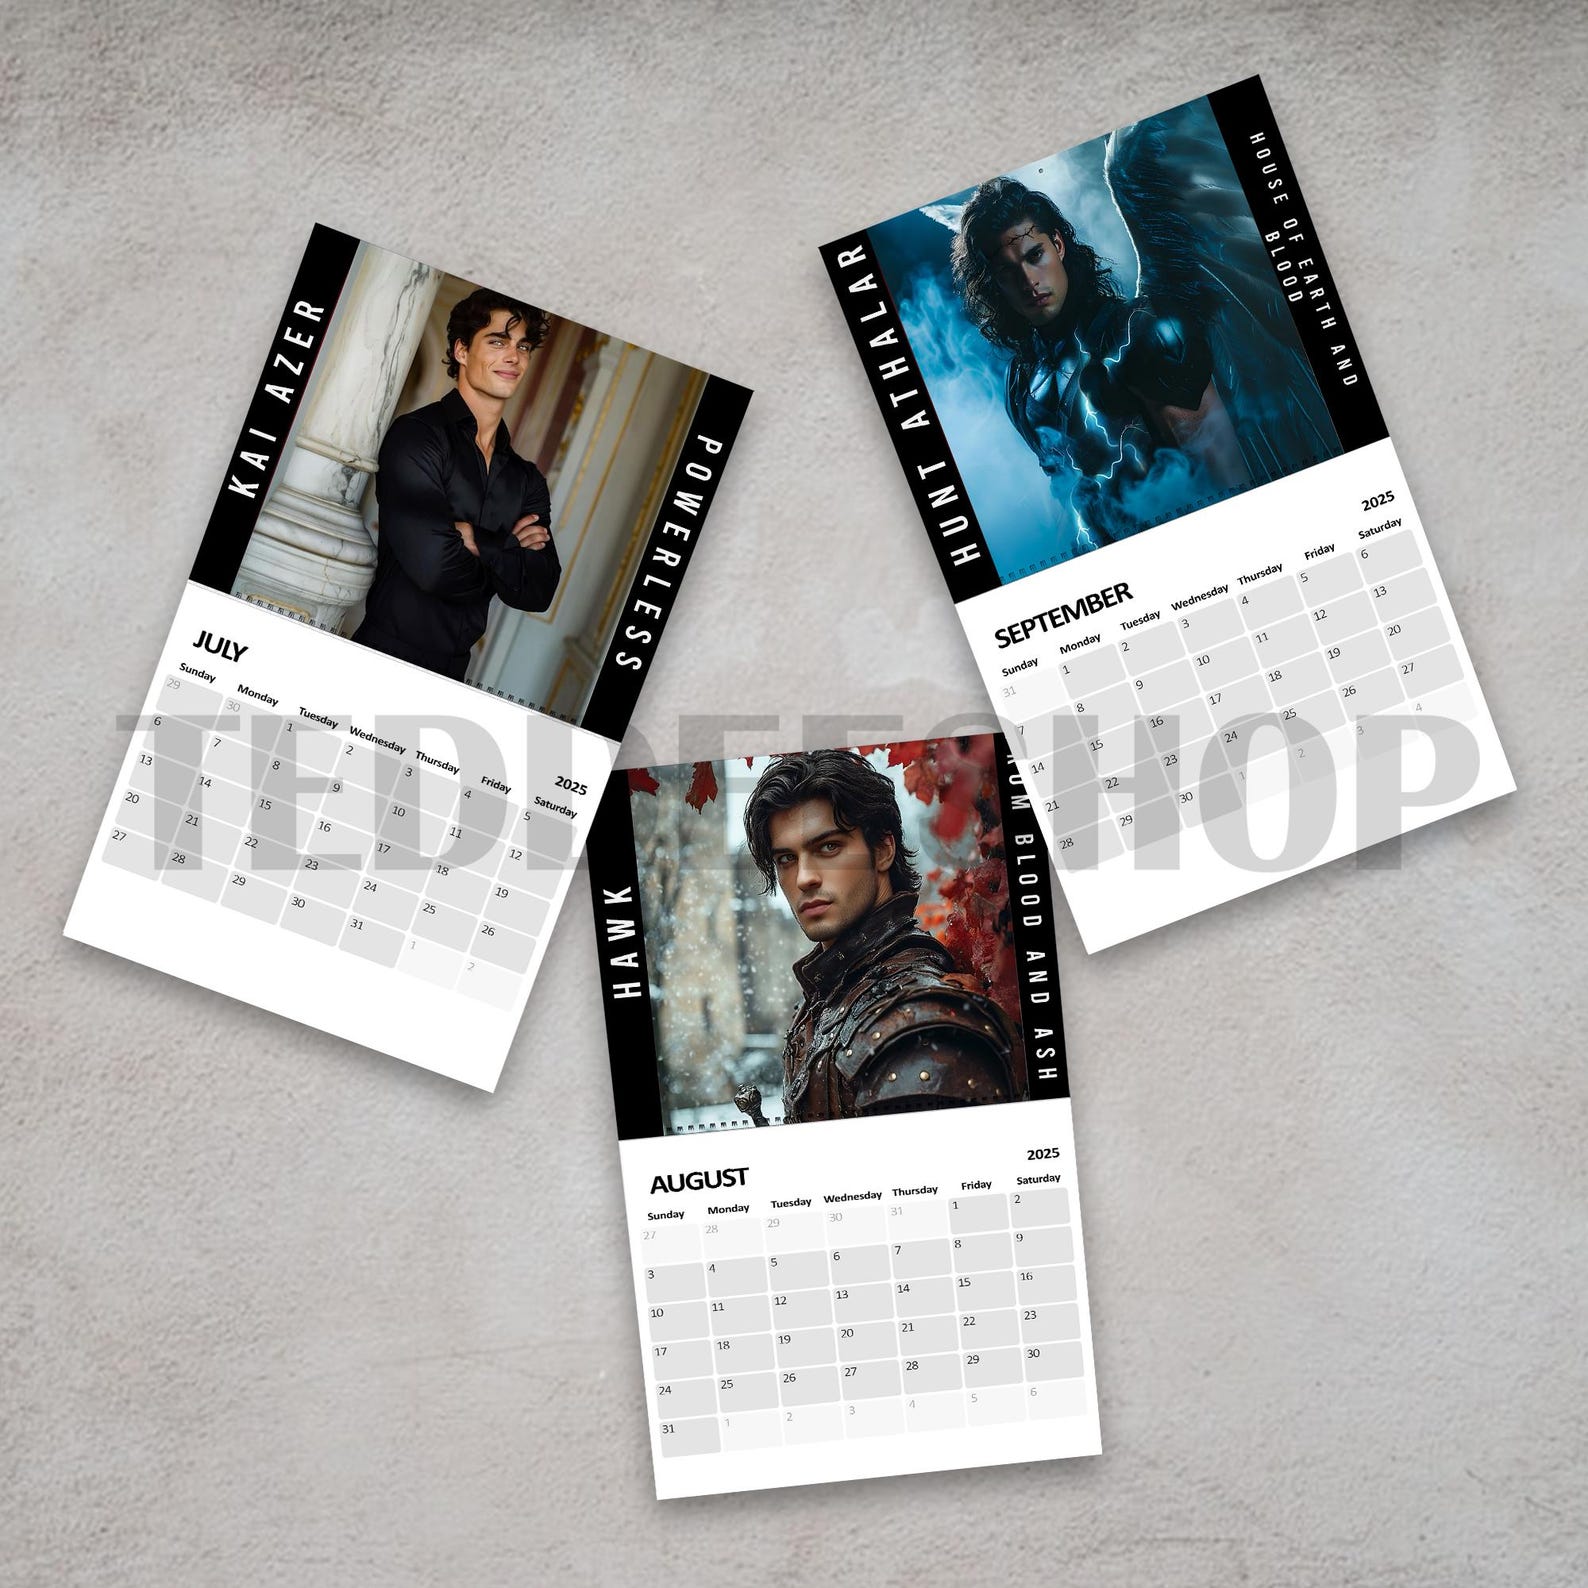 KAI AZER
POWERLESS
JULY
2025
Sunday Monday Tuesday Wednesday Thursday Friday Saturday
29 30 1 2 3 4 5
6 7 8 9 10 11 12
13 14 15 16 17 18 19
20 21 22 23 24 25 26
27 28 29 30 31 1 2
HUNT ATHALAR
HOUSE OF EARTH AND
BLOOD
2025
SEPTEMBER
Sunday Monday Tuesday Wednesday Thursday Friday Saturday
31 1 2 3 4 5 6
7 8 9 10 11 12 13
14 15 16 17 18 19 20
21 22 23 24 25 26 27
28 29 30 1 2 3 4
TEDDEESHOP
HAWK
BLOOD AND ASH
2025
AUGUST
Sunday Monday Tuesday Wednesday Thursday Friday Saturday
27 28 29 30 31 1 2
3 4 5 6 7 8 9
10 11 12 13 14 15 16
17 18 19 20 21 22 23
24 25 26 27 28 29 30
31 1 2 3 4 5 6